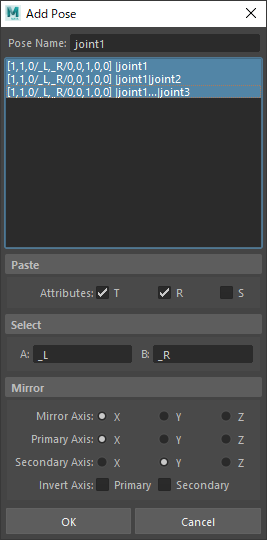 Add Pose
Pose Name: joint1
[1,1,0/_L,_R/0,0,1,0,0] |joint1
[1,1,0/_L,_R/0,0,1,0,0] |joint1|joint2
[1,1,0/_L,_R/0,0,1,0,0] |joint1...|joint3
Paste
Attributes: T R S
Select
A: _L B: _R
Mirror
Mirror Axis: X Y Z
Primary Axis: X Y Z
Secondary Axis: X Y Z
Invert Axis: Primary Secondary
OK Cancel